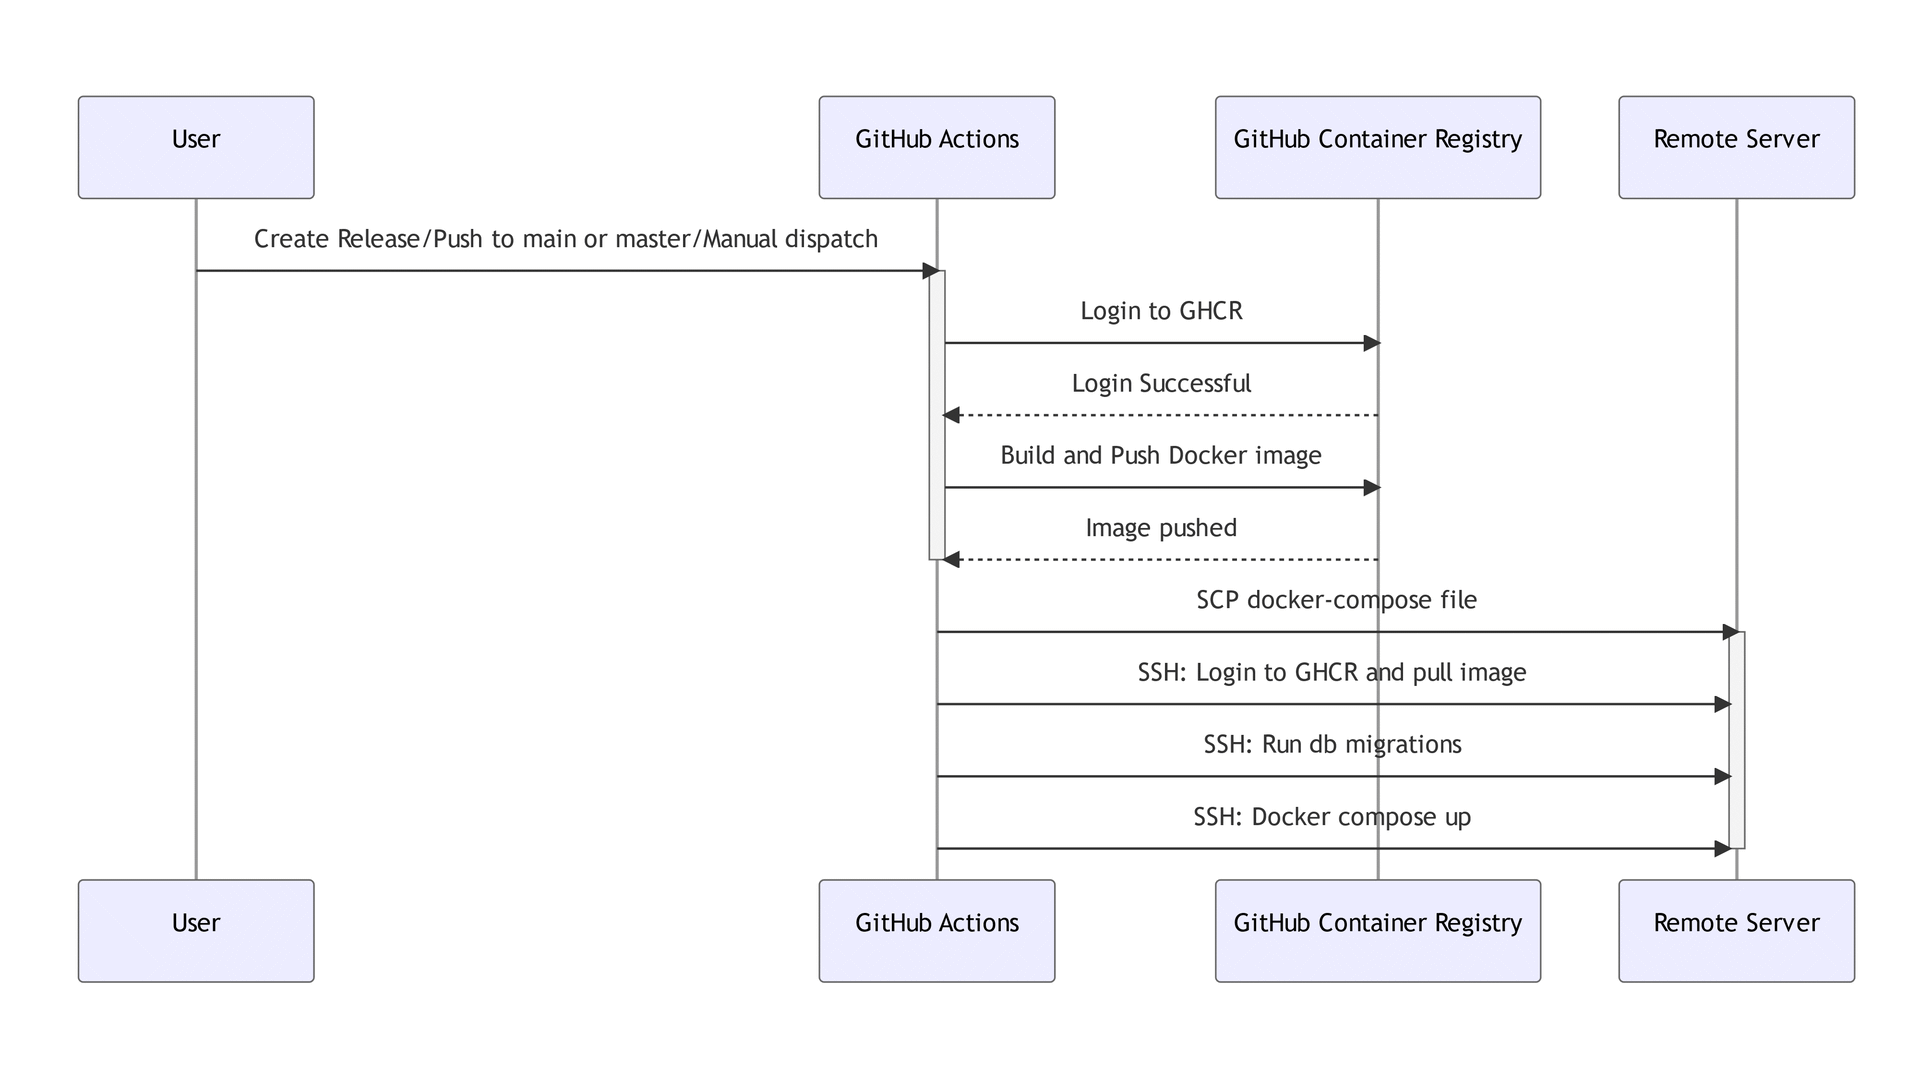 User
GitHub Actions
GitHub Container Registry
Remote Server
Create Release/Push to main or master/Manual dispatch
Login to GHCR
Login Successful
Build and Push Docker image
Image pushed
SCP docker-compose file
SSH: Login to GHCR and pull image
SSH: Run db migrations
SSH: Docker compose up
User
GitHub Actions
GitHub Container Registry
Remote Server